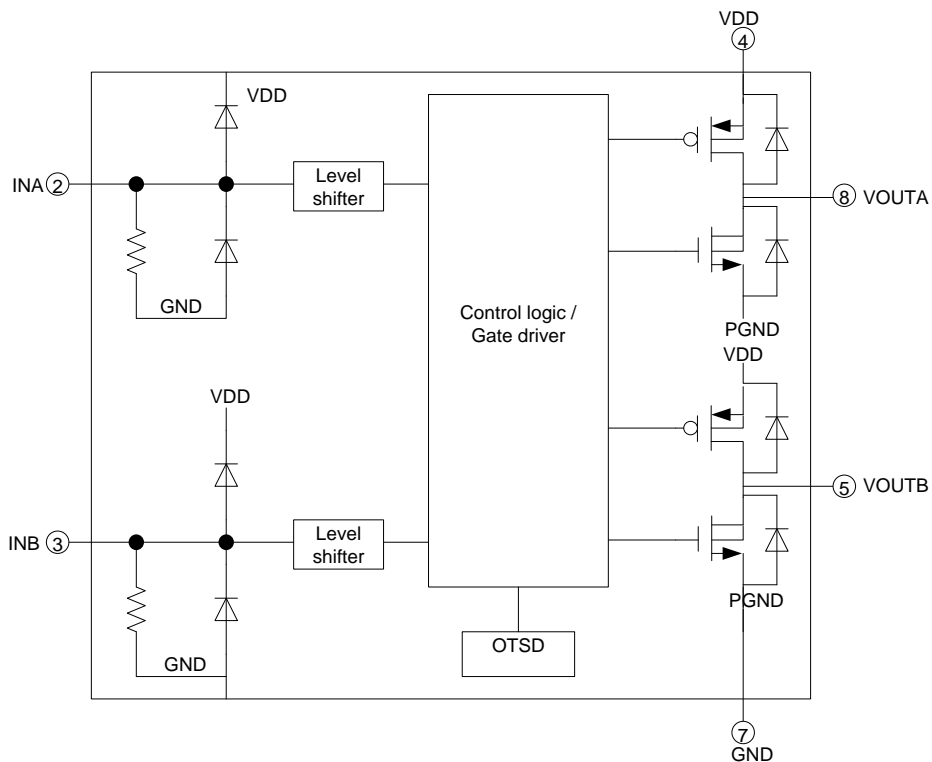 VDD
4
VDD
INA 2
Level
shifter
8 VOUTA
GND
Control logic /
Gate driver
PGND
VDD
VDD
5 VOUTB
INB 3
Level
shifter
PGND
OTSD
GND
7
GND